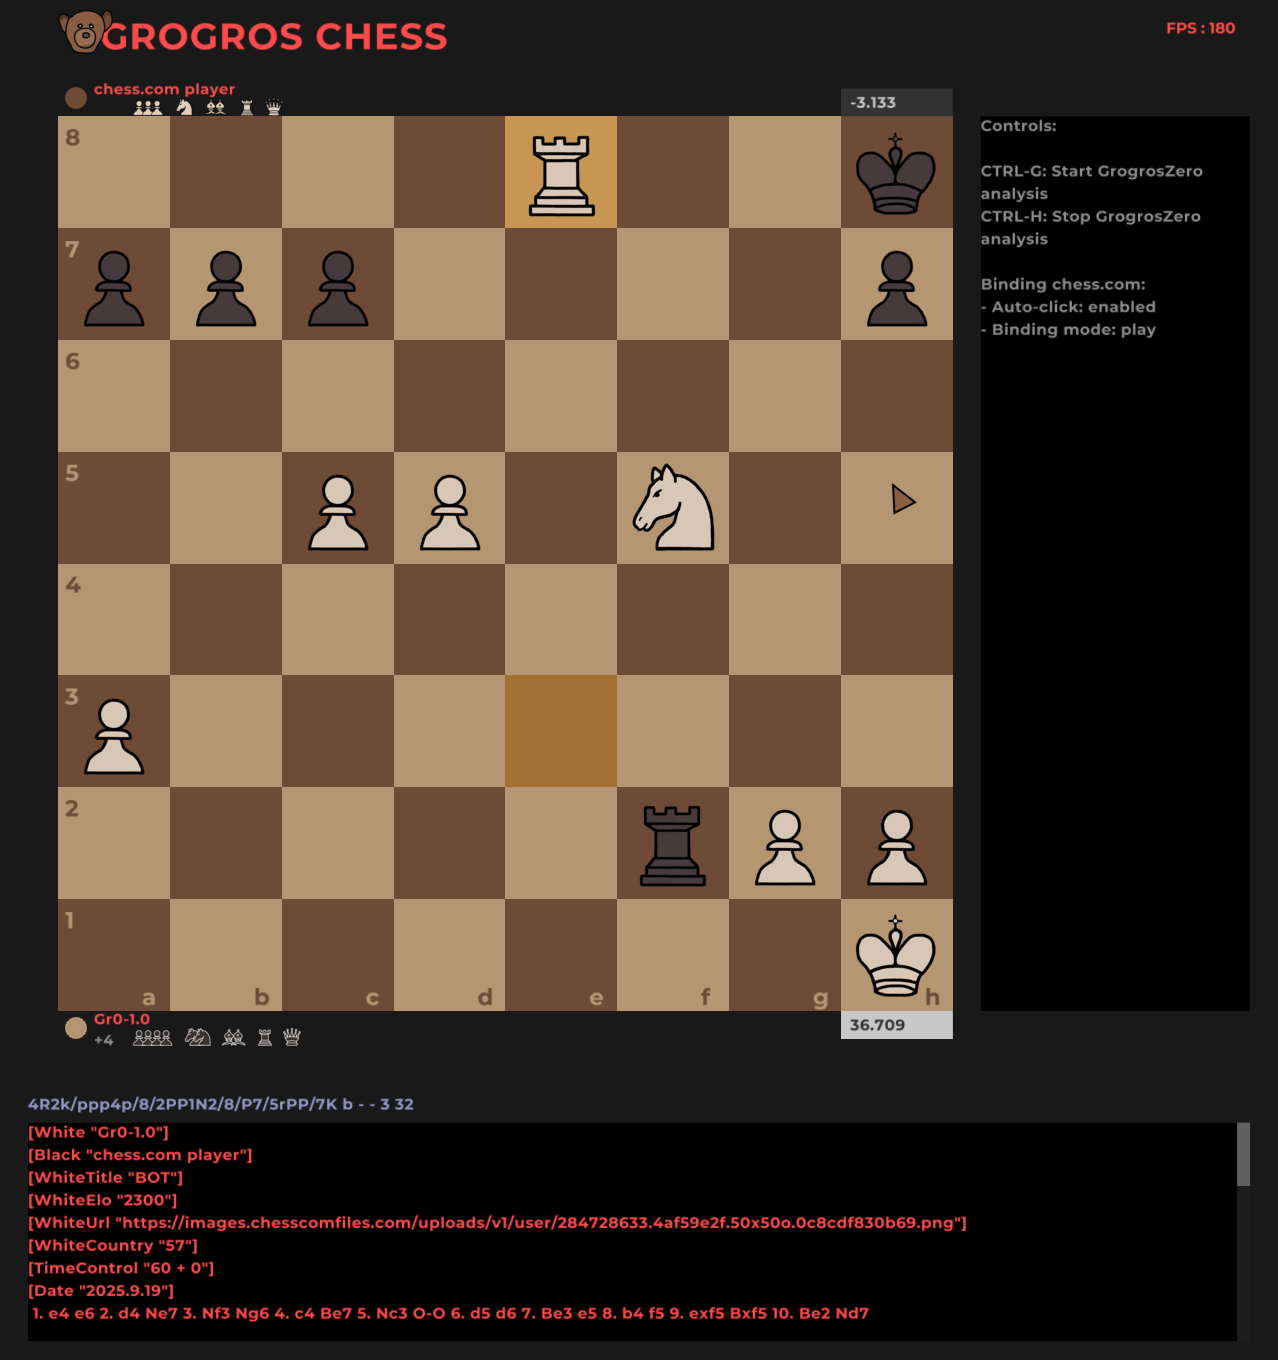 GROGROS CHESS
FPS : 180
chess.com player
-3.133
8
7
6
5
4
3
2
1
a b c d e f g h
Controls:
CTRL-G: Start GrogrosZero
analysis
CTRL-H: Stop GrogrosZero
analysis
Binding chess.com:
- Auto-click: enabled
- Binding mode: play
Gr0-1.0
+4
36.709
4R2k/ppp4p/8/2PP1N2/8/P7/5rPP/7K b - - 3 32
[White "Gr0-1.0"]
[Black "chess.com player"]
[WhiteTitle "BOT"]
[WhiteElo "2300"]
[WhiteUrl "https://images.chesscomfiles.com/uploads/v1/user/284728633.4af59e2f.50x50o.0c8cdf830b69.png"]
[WhiteCountry "57"]
[TimeControl "60 + 0"]
[Date "2025.9.19"]
1. e4 e6 2. d4 Ne7 3. Nf3 Ng6 4. c4 Be7 5. Nc3 O-O 6. d5 d6 7. Be3 e5 8. b4 f5 9. exf5 Bxf5 10. Be2 Nd7